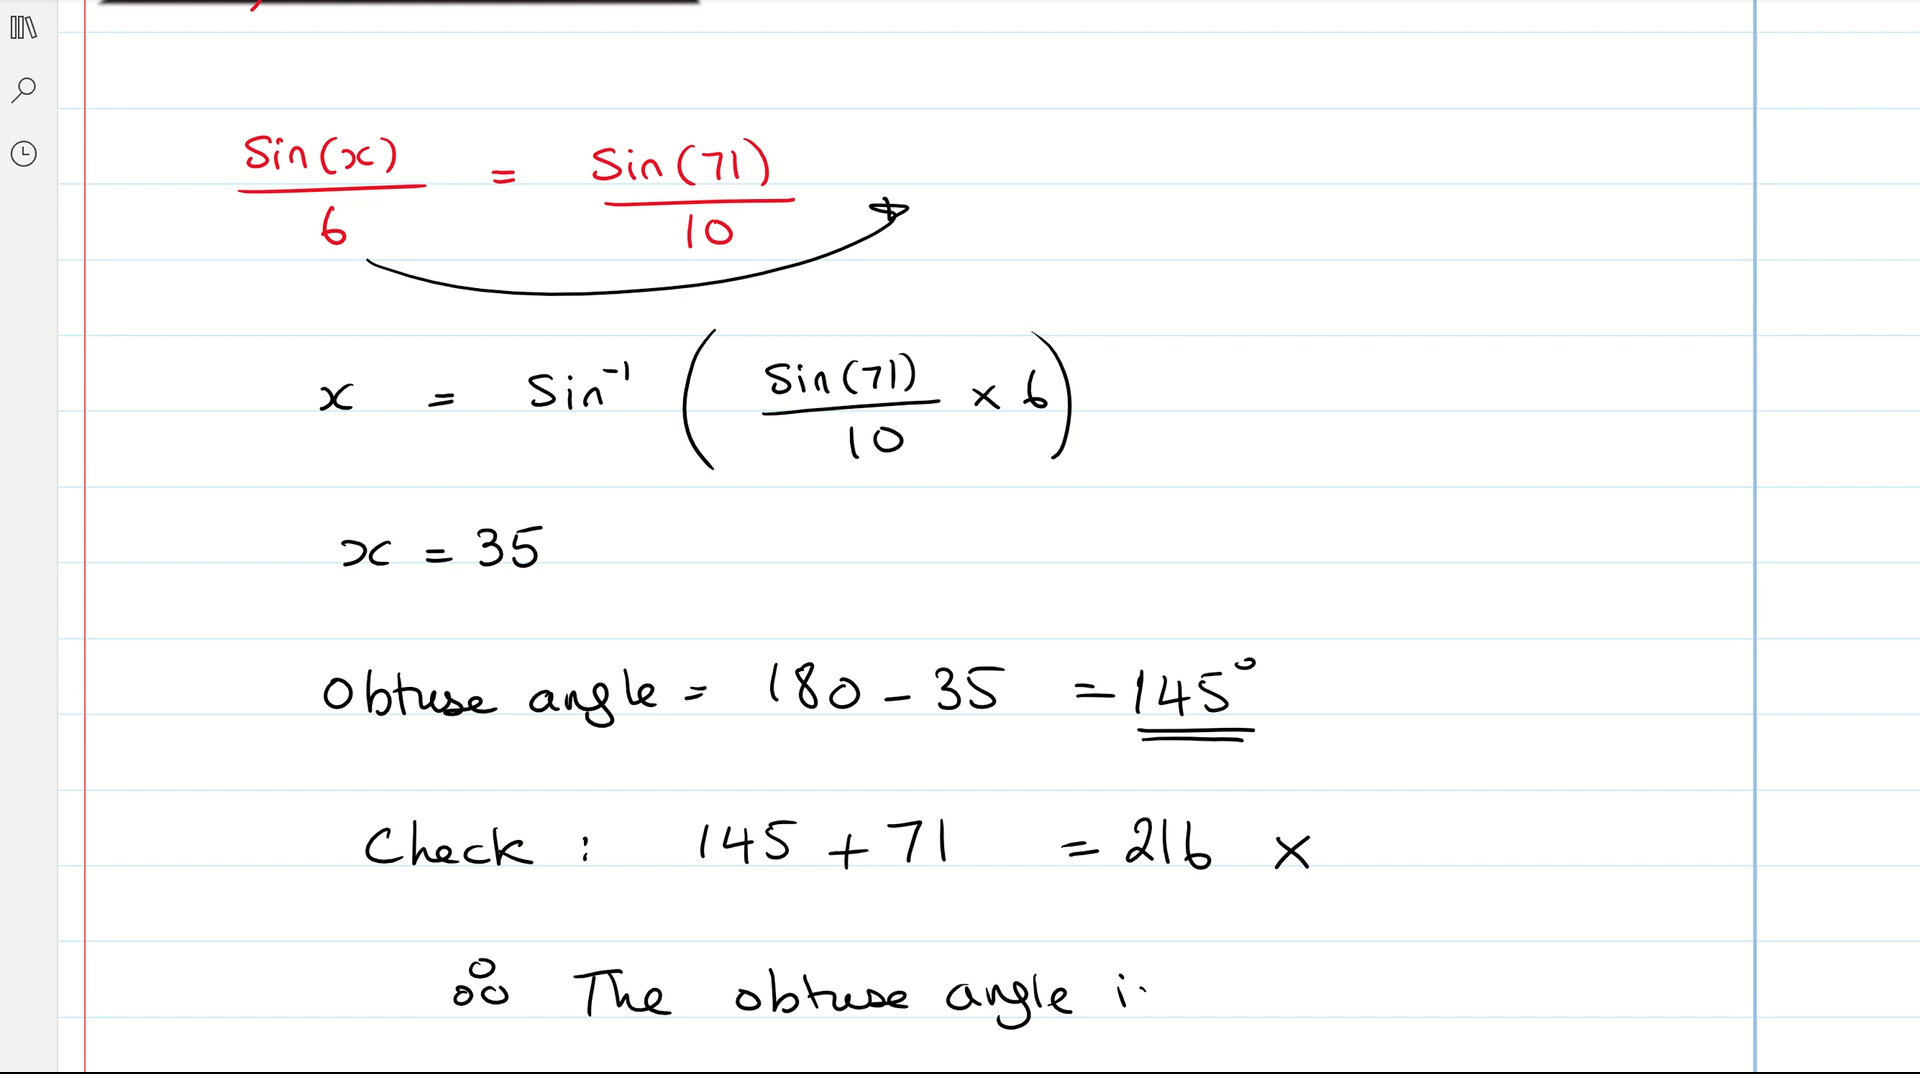 Sin(x)/6 = Sin(71)/10
x = Sin⁻¹ ( Sin(71)/10 × 6 )
x = 35
Obtuse angle = 180 - 35 = 145°
Check : 145 + 71 = 216 ×
∴ The obtuse angle i